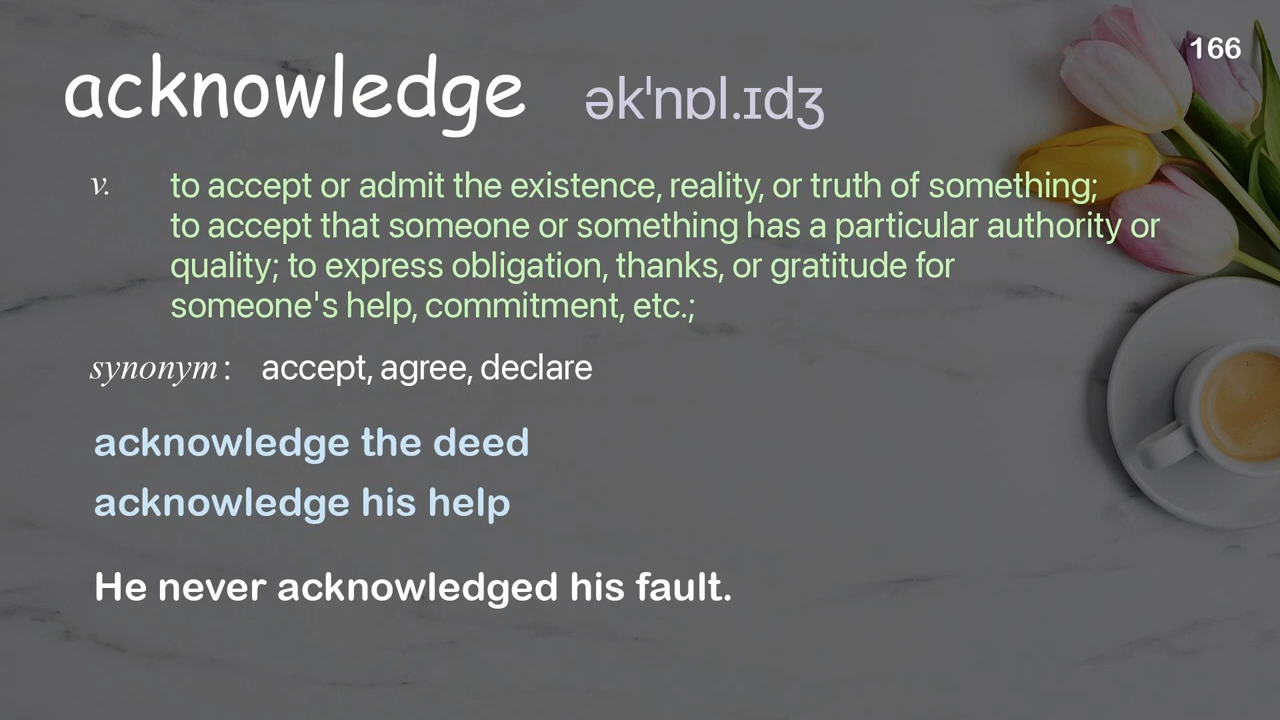 166
acknowledge əkˈnɒl.ɪdʒ
v. to accept or admit the existence, reality, or truth of something;
to accept that someone or something has a particular authority or
quality; to express obligation, thanks, or gratitude for
someone's help, commitment, etc.;
synonym: accept, agree, declare
acknowledge the deed
acknowledge his help
He never acknowledged his fault.